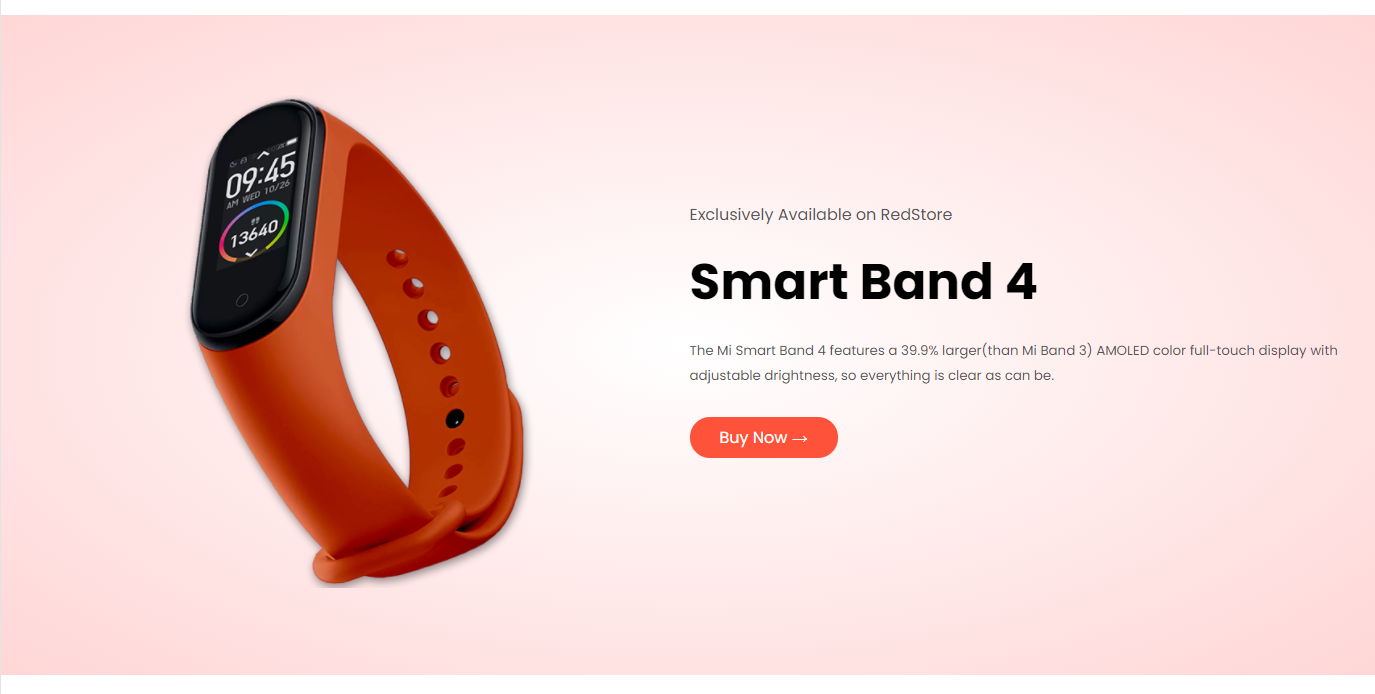 09:45
AM WED 10/26
13640
Exclusively Available on RedStore
Smart Band 4
The Mi Smart Band 4 features a 39.9% larger(than Mi Band 3) AMOLED color full-touch display with
adjustable drightness, so everything is clear as can be.
Buy Now →